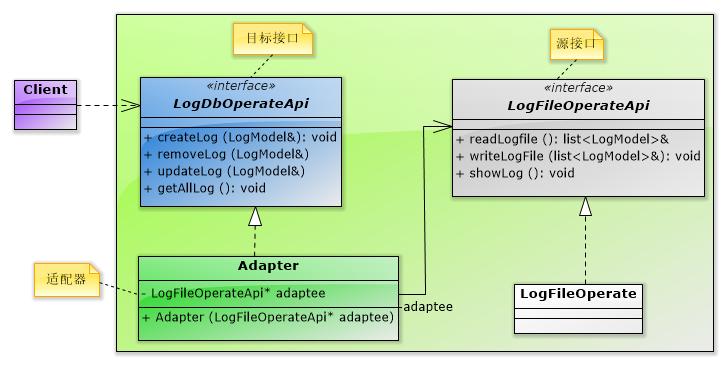 目标接口
源接口
Client
«interface»
LogDbOperateApi
+ createLog (LogModel&): void
+ removeLog (LogModel&)
+ updateLog (LogModel&)
+ getAllLog (): void
«interface»
LogFileOperateApi
+ readLogfile (): list<LogModel>&
+ writeLogFile (list<LogModel>&): void
+ showLog (): void
适配器
Adapter
- LogFileOperateApi* adaptee
+ Adapter (LogFileOperateApi* adaptee)
adaptee
LogFileOperate